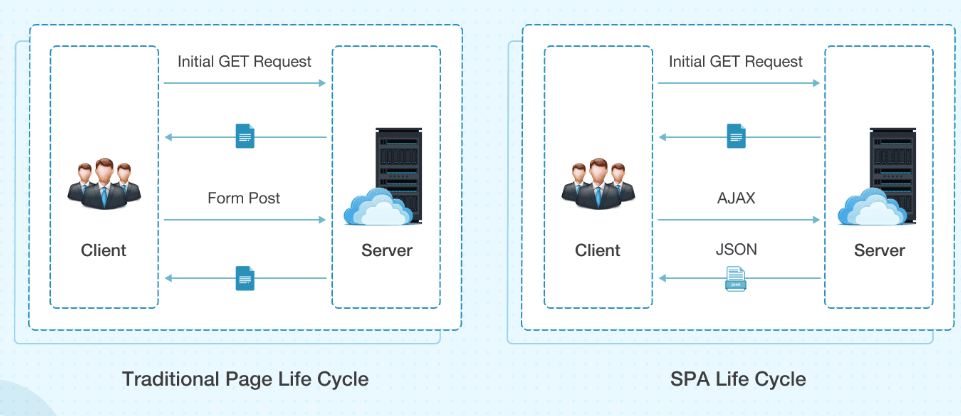 Initial GET Request
Form Post
Client
Server
Traditional Page Life Cycle
Initial GET Request
AJAX
JSON
Client
Server
SPA Life Cycle